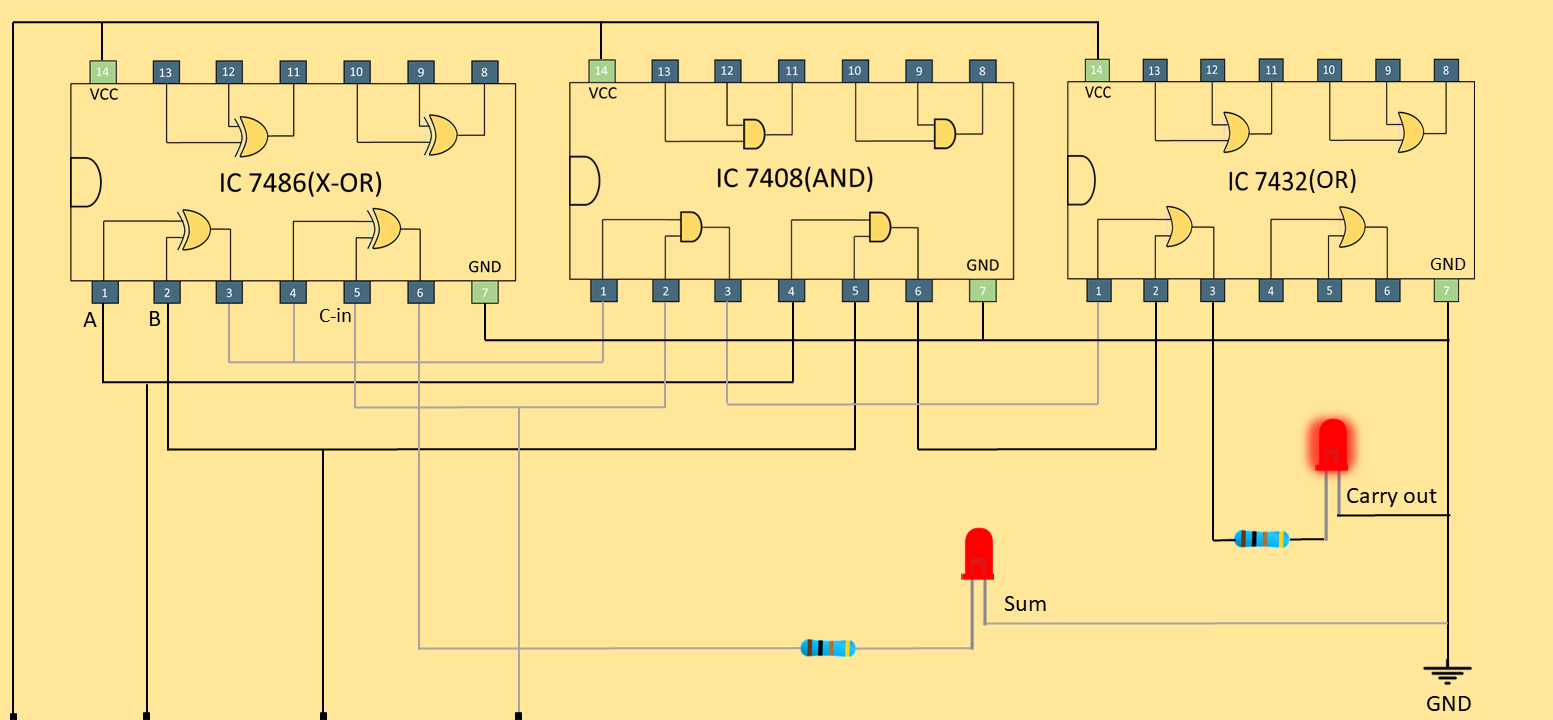 14 13 12 11 10 9 8
VCC
IC 7486(X-OR)
GND
1 2 3 4 5 6 7
A B C-in
14 13 12 11 10 9 8
VCC
IC 7408(AND)
GND
1 2 3 4 5 6 7
14 13 12 11 10 9 8
VCC
IC 7432(OR)
GND
1 2 3 4 5 6 7
Carry out
Sum
GND